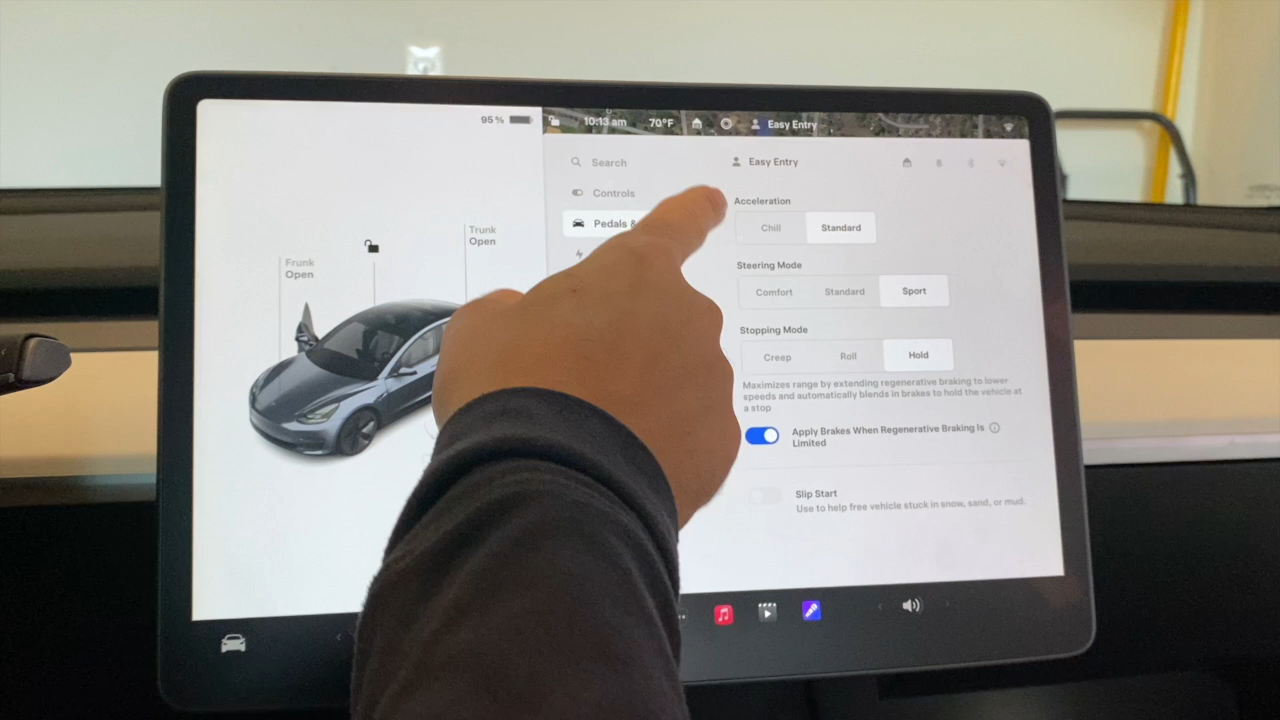 95 %
10:13 am 70°F Easy Entry
Search
Easy Entry
Controls
Pedals &
Acceleration
Chill Standard
Trunk
Open
Frunk
Open
Steering Mode
Comfort Standard Sport
Stopping Mode
Creep Roll Hold
Maximizes range by extending regenerative braking to lower
speeds and automatically blends in brakes to hold the vehicle at
a stop
Apply Brakes When Regenerative Braking Is
Limited
Slip Start
Use to help free vehicle stuck in snow, sand, or mud.